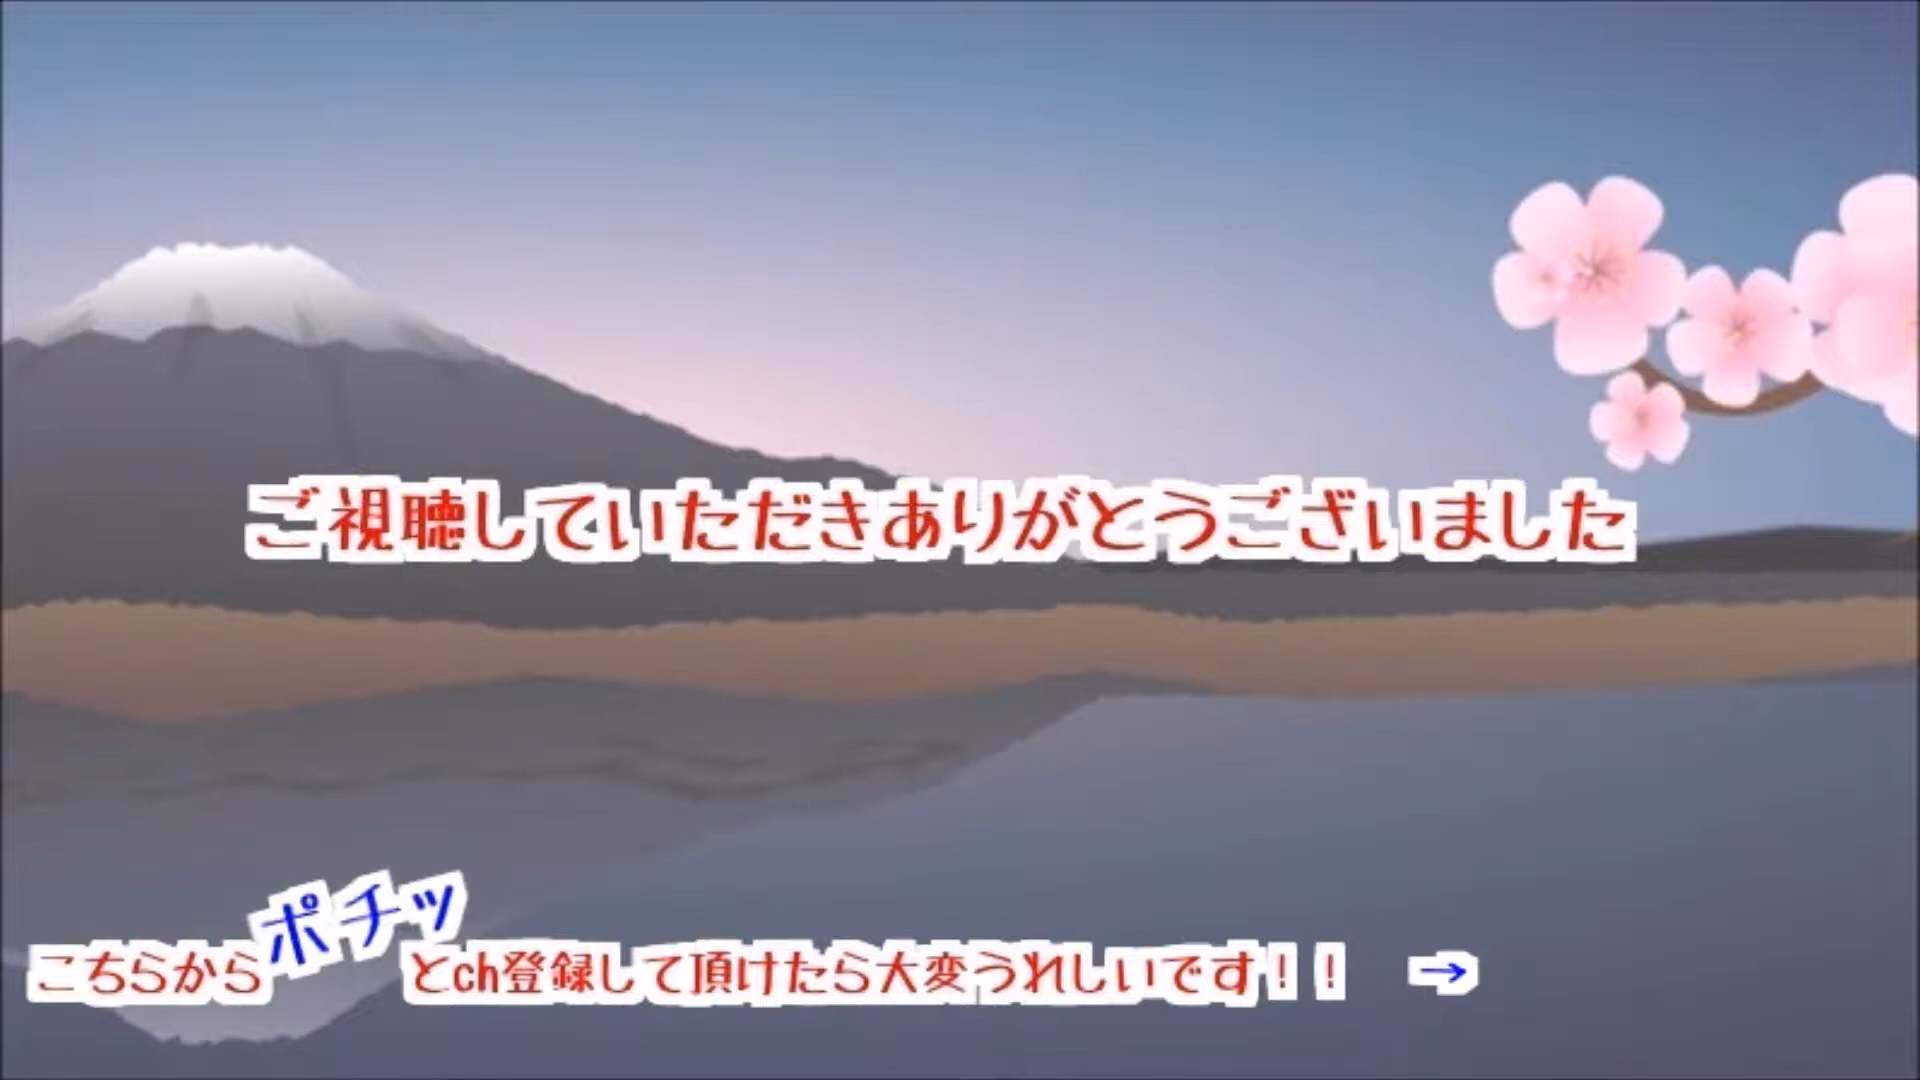 ご視聴していただきありがとうございました
こちらからポチッとch登録して頂けたら大変うれしいです！！　→